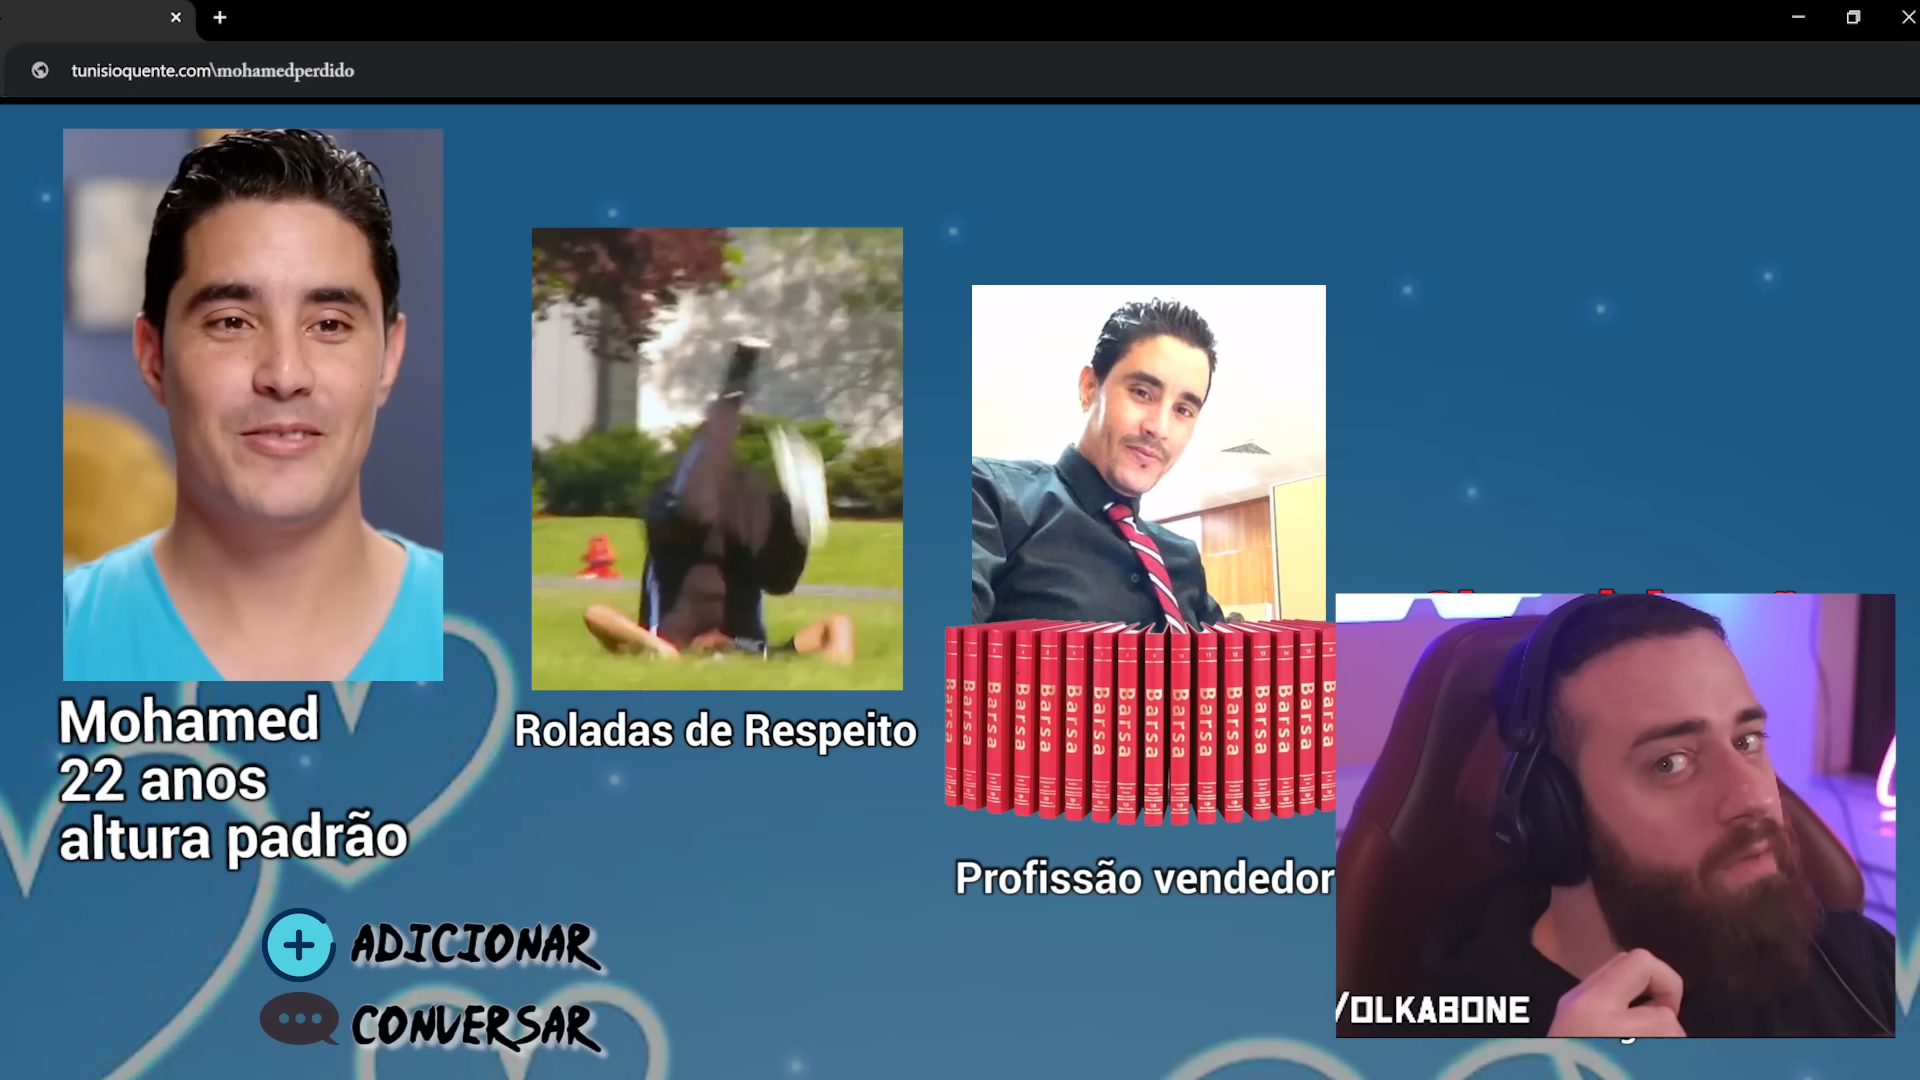 tunisioquente.com\mohamedperdido
Mohamed
22 anos
altura padrão
Roladas de Respeito
Barsa Barsa Barsa Barsa Barsa Barsa Barsa Barsa Barsa Barsa Barsa Barsa Barsa Barsa Barsa
Profissão vendedor
ADICIONAR
CONVERSAR
/OLKABONE